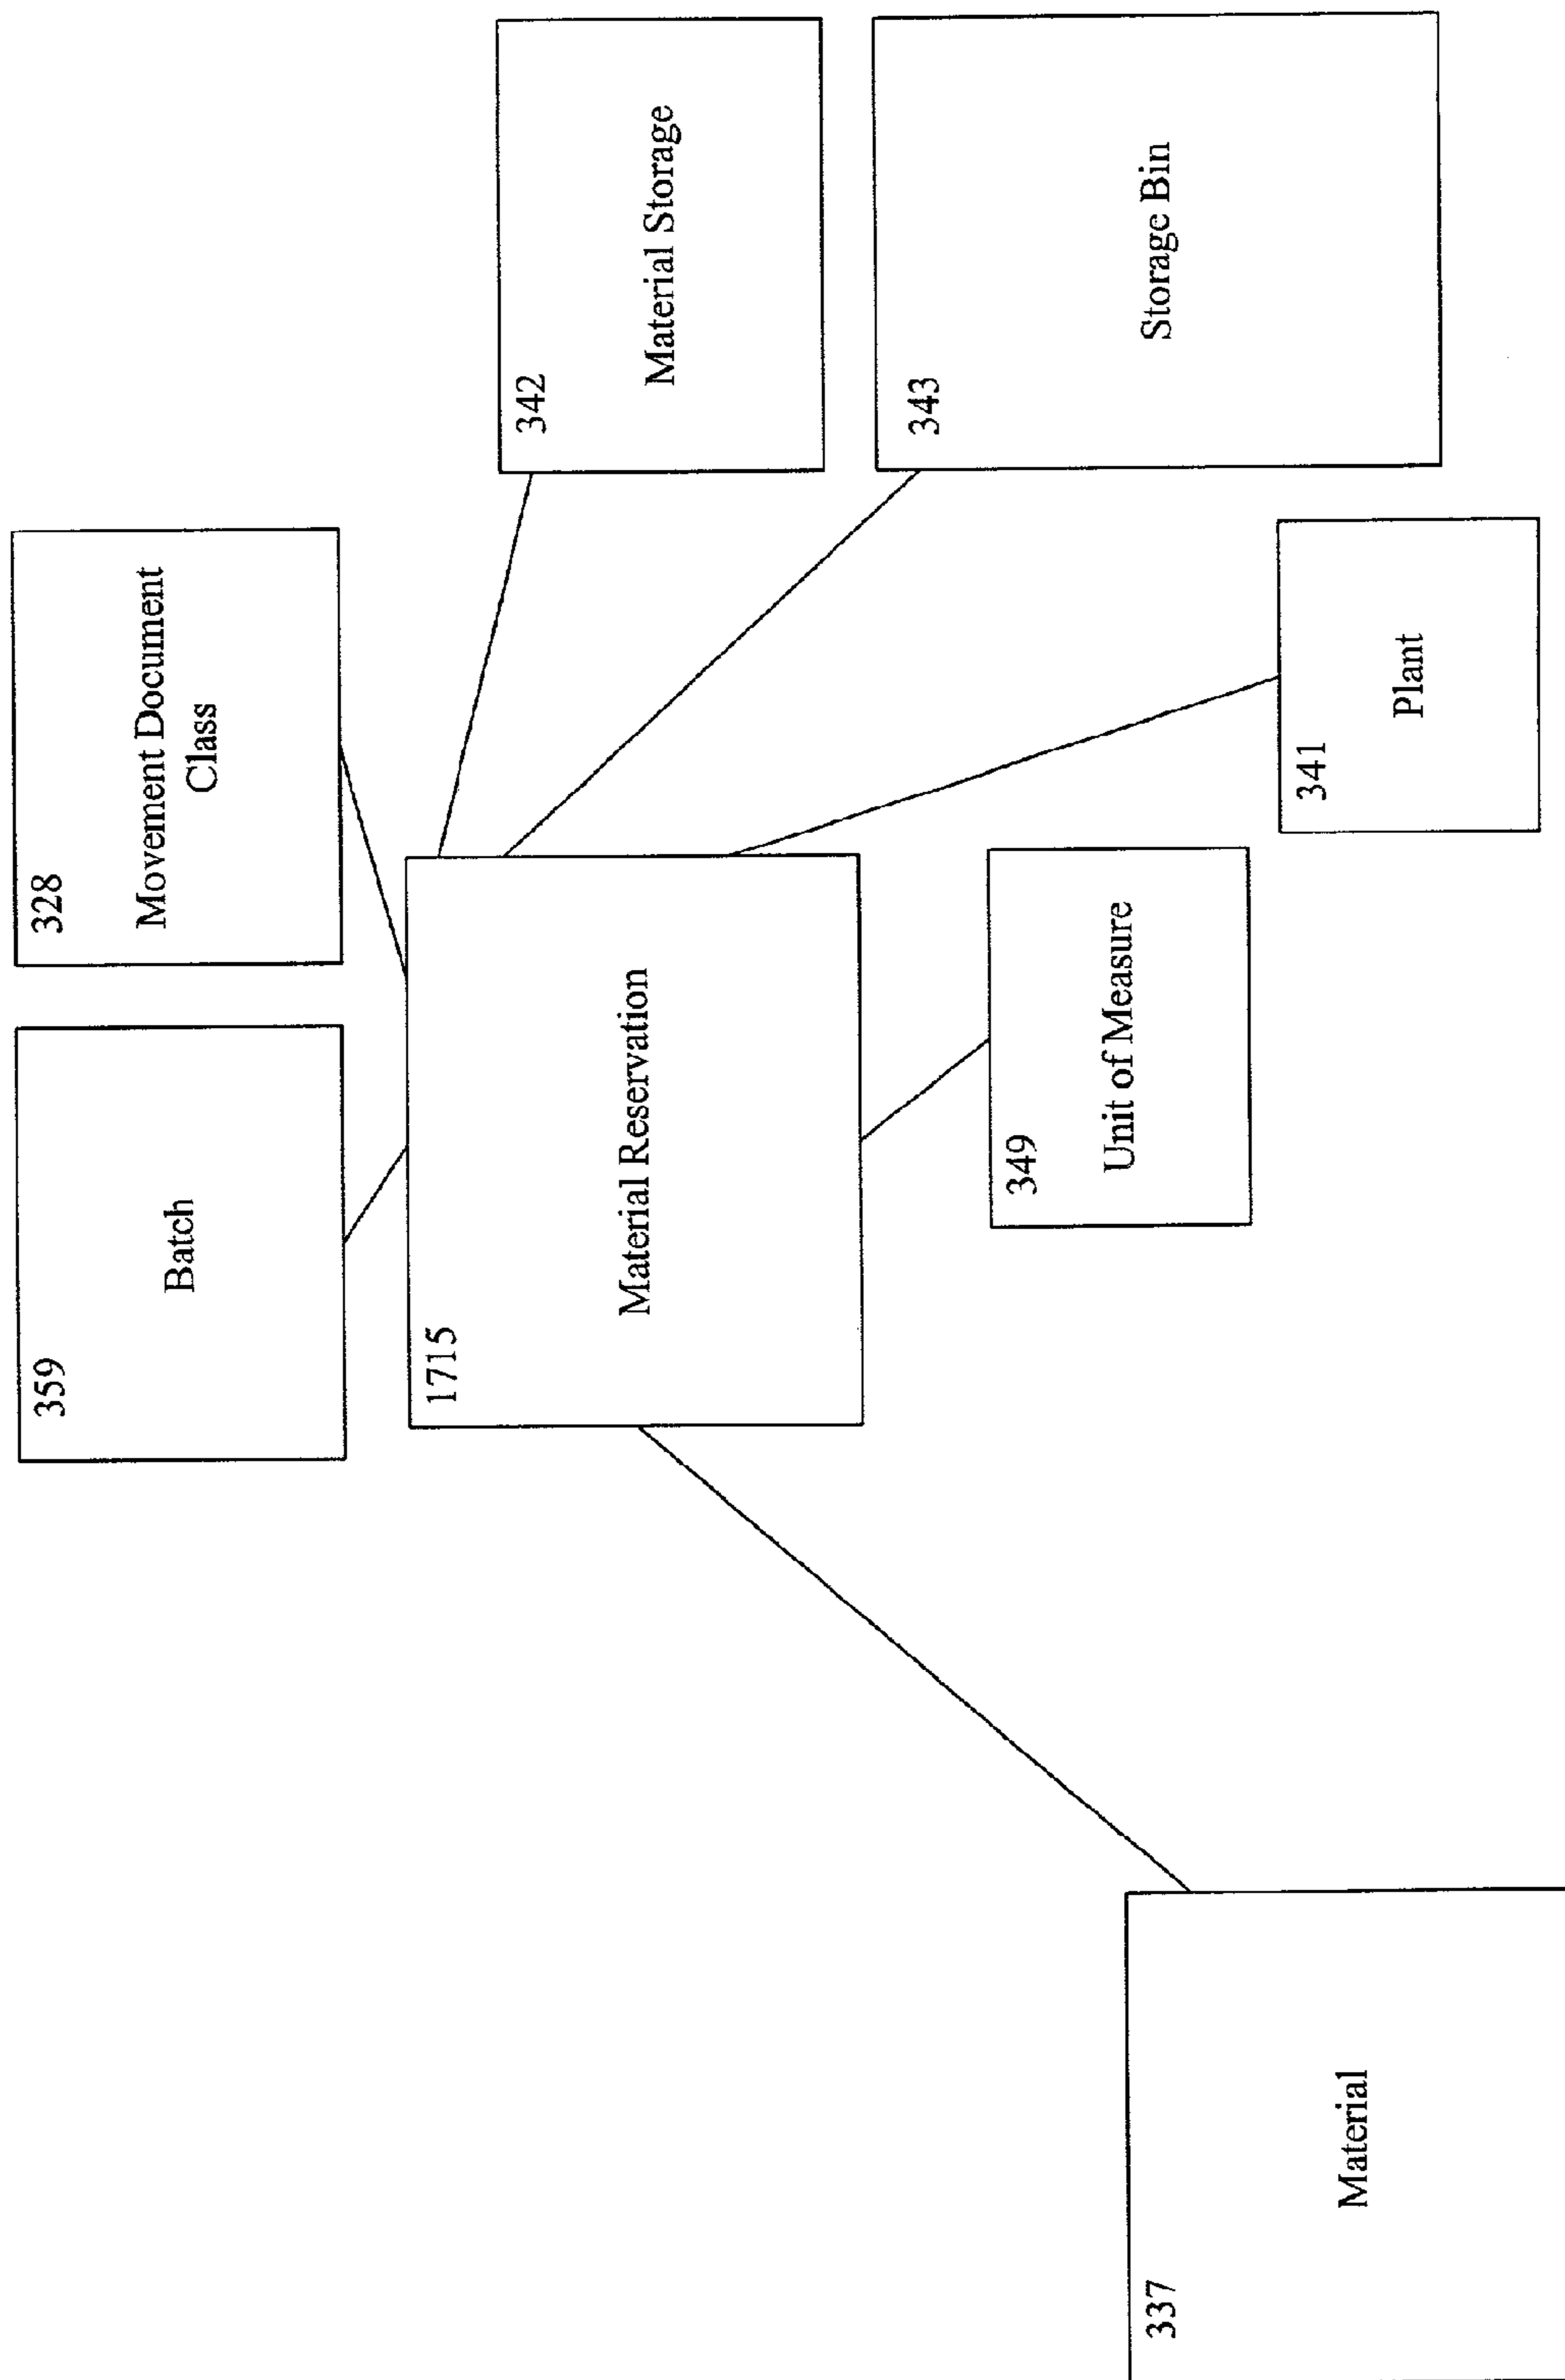 359
Batch
328
Movement Document
Class
1715
Material Reservation
342
Material Storage
343
Storage Bin
349
Unit of Measure
341
Plant
337
Material